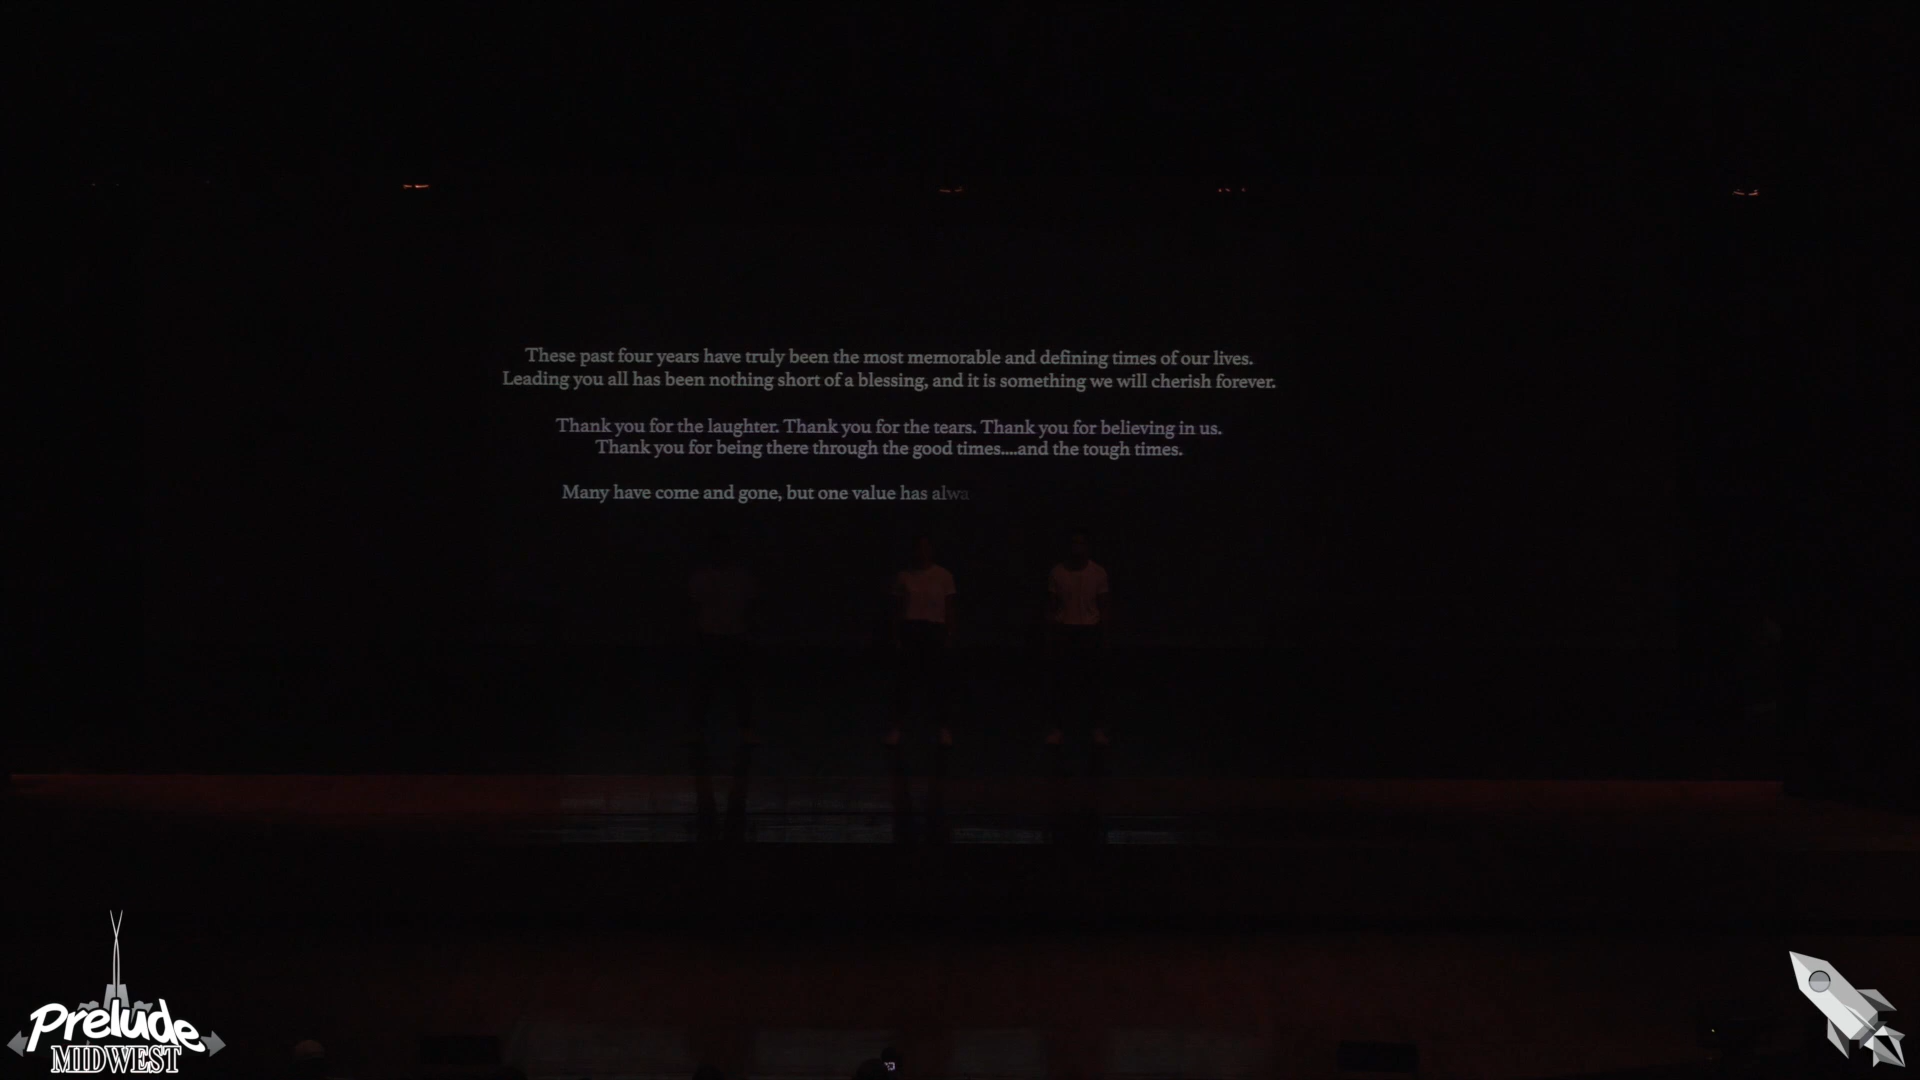 These past four years have truly been the most memorable and defining times of our lives.
Leading you all has been nothing short of a blessing, and it is something we will cherish forever.
Thank you for the laughter. Thank you for the tears. Thank you for believing in us.
Thank you for being there through the good times....and the tough times.
Many have come and gone, but one value has alwa
Prelude
MIDWEST